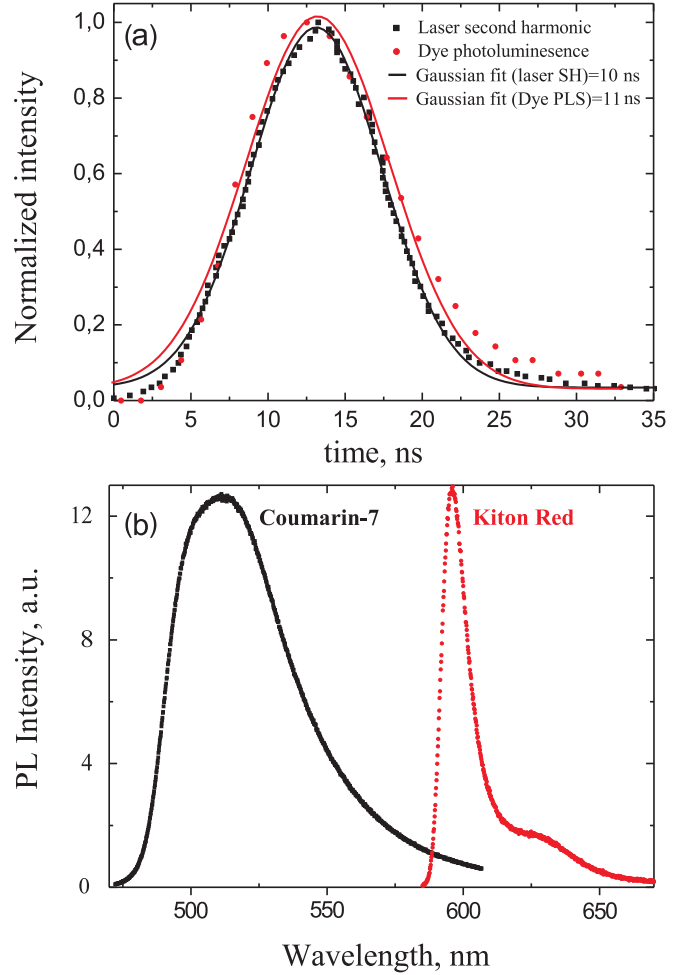 (a)
Laser second harmonic
Dye photoluminesence
Gaussian fit (laser SH)=10 ns
Gaussian fit (Dye PLS)=11 ns
Normalized intensity
1,0
0,8
0,6
0,4
0,2
0,0
0 5 10 15 20 25 30 35
time, ns
(b)
Coumarin-7
Kiton Red
PL Intensity, a.u.
12
8
4
0
500 550 600 650
Wavelength, nm